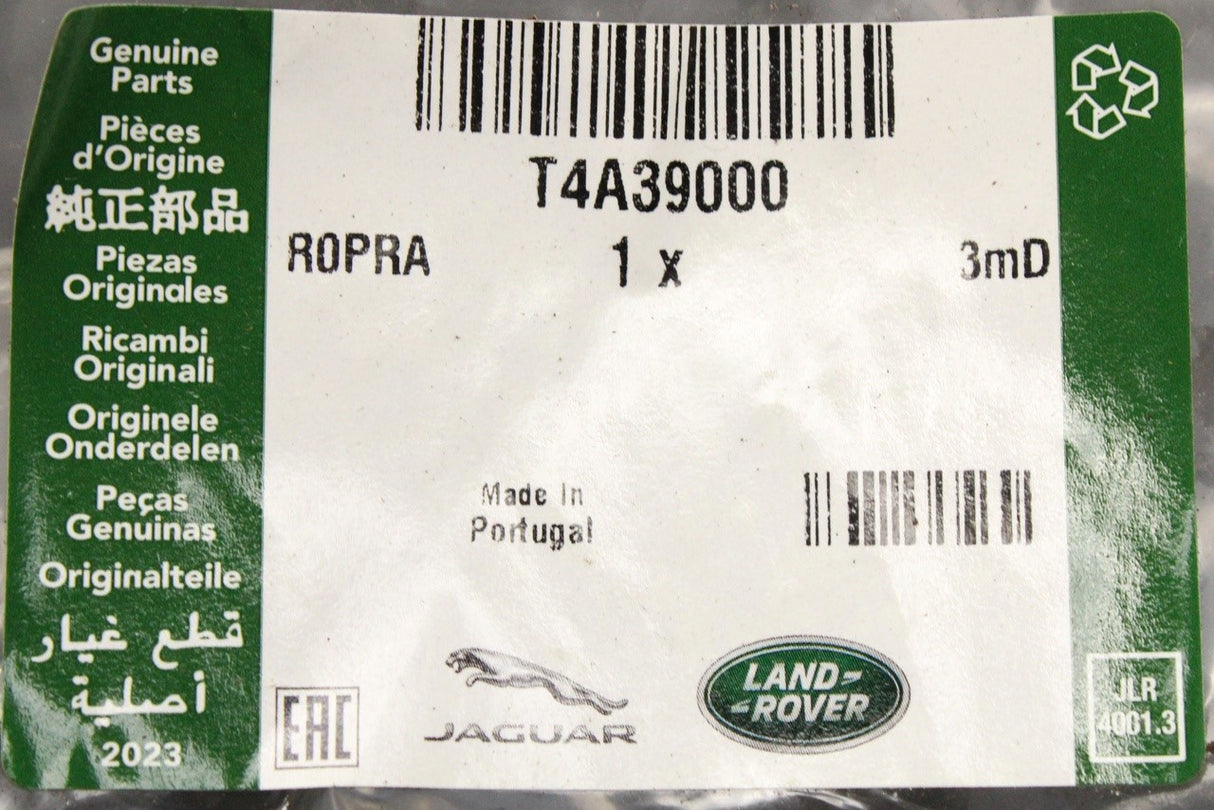 Genuine
Parts
Pièces
d'Origine
純正部品
Piezas
Originales
Ricambi
Originali
Originele
Onderdelen
Peças
Genuinas
Originalteile
قطع غيار
أصلية
2023
T4A39000
R0PRA 1 x 3mD
Made In
Portugal
EAC
JAGUAR
LAND-
-ROVER
JLR
4001.3